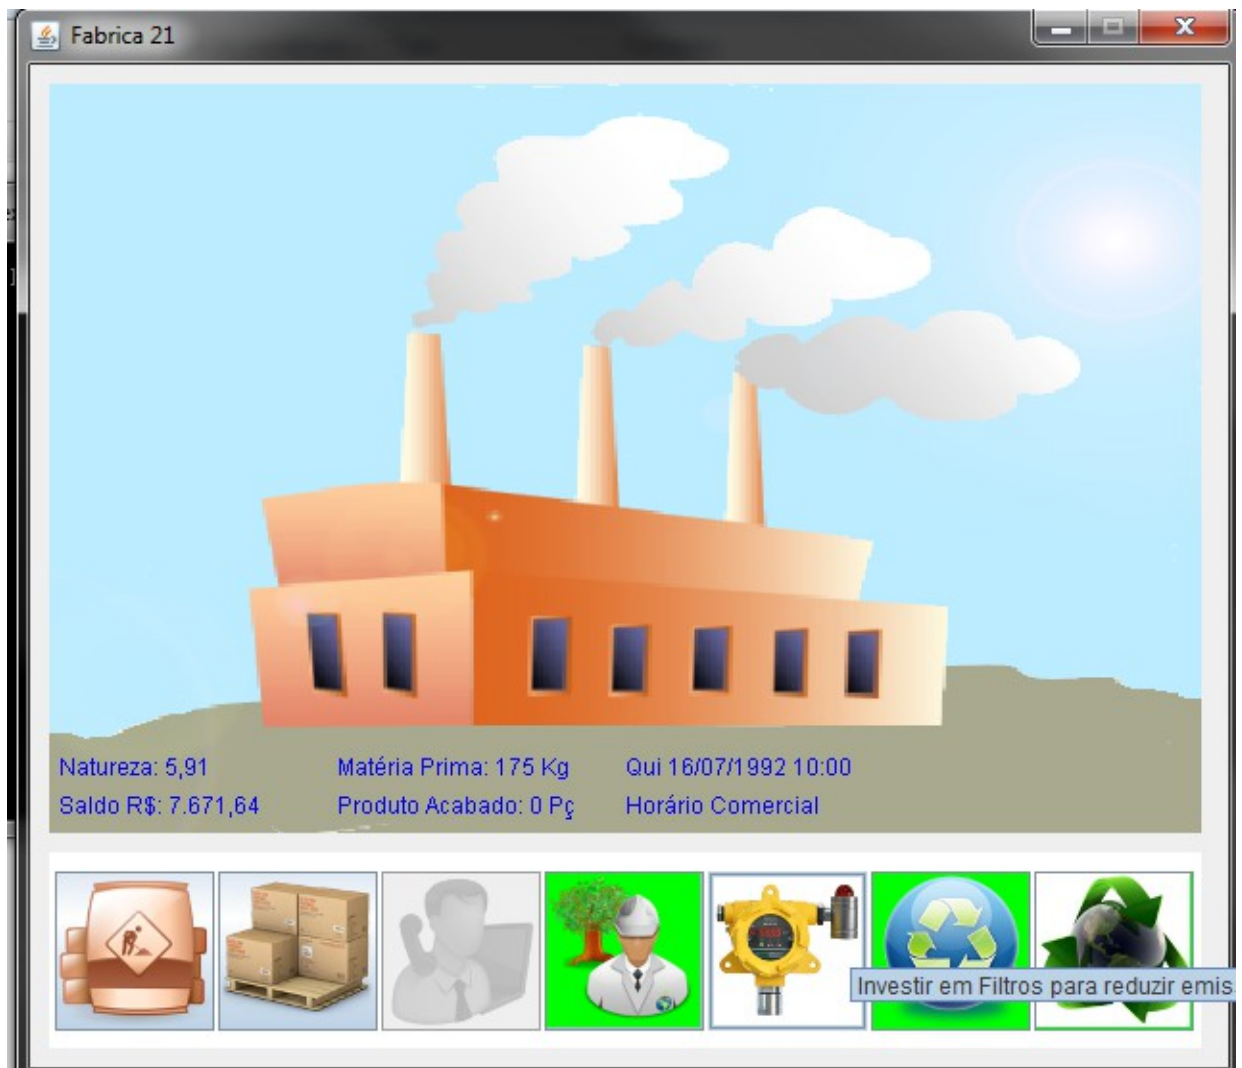 Fabrica 21
Natureza: 5,91
Matéria Prima: 175 Kg
Qui 16/07/1992 10:00
Saldo R$: 7.671,64
Produto Acabado: 0 Pç
Horário Comercial
Investir em Filtros para reduzir emis